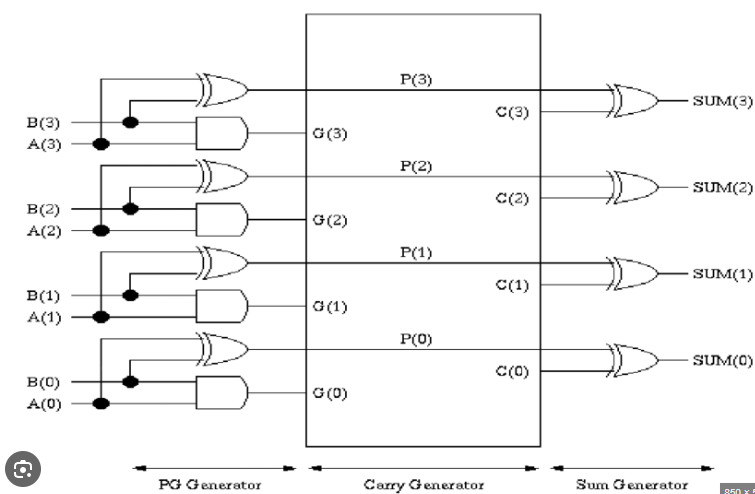 P(3)
C(3)
SUM(3)
B(3)
A(3)
G(3)
P(2)
C(2)
SUM(2)
B(2)
A(2)
G(2)
P(1)
C(1)
SUM(1)
B(1)
A(1)
G(1)
P(0)
C(0)
SUM(0)
B(0)
A(0)
G(0)
PG Generator
Carry Generator
Sum Generator